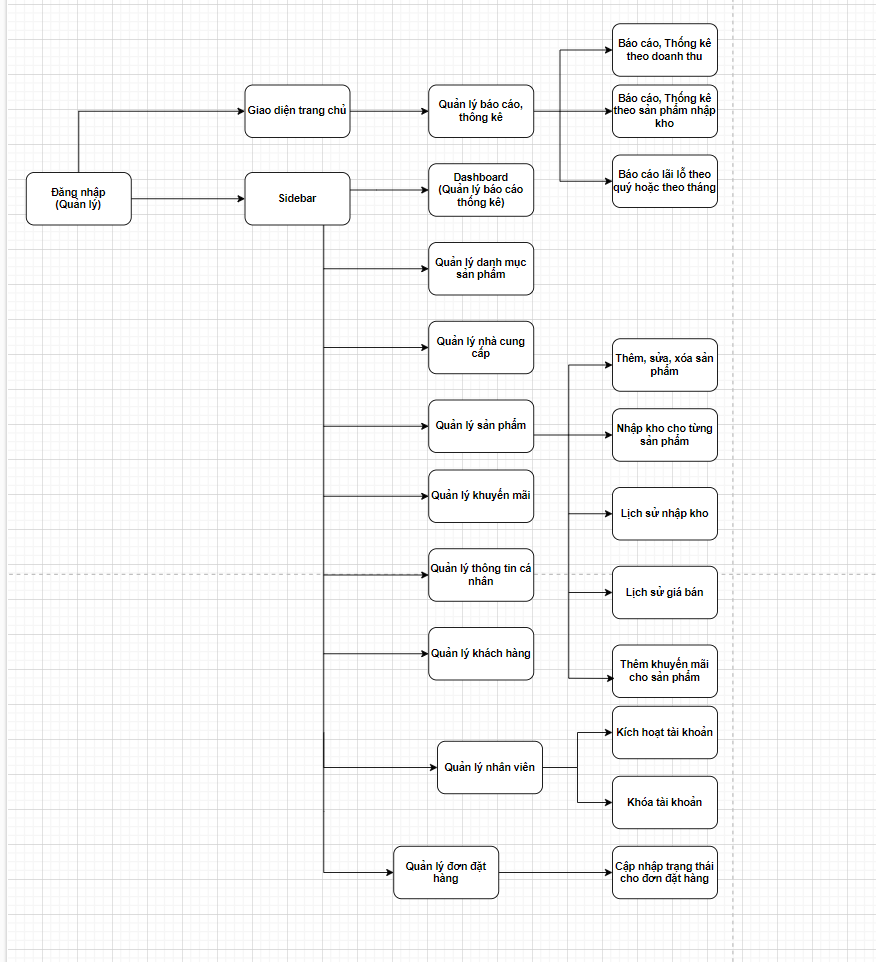 Báo cáo, Thống kê
theo doanh thu
Giao diện trang chủ
Quản lý báo cáo,
thống kê
Báo cáo, Thống kê
theo sản phẩm nhập
kho
Báo cáo lãi lỗ theo
quý hoặc theo tháng
Đăng nhập
(Quản lý)
Sidebar
Dashboard
(Quản lý báo cáo
thống kê)
Quản lý danh mục
sản phẩm
Quản lý nhà cung
cấp
Thêm, sửa, xóa sản
phẩm
Quản lý sản phẩm
Nhập kho cho từng
sản phẩm
Quản lý khuyến mãi
Lịch sử nhập kho
Quản lý thông tin cá
nhân
Lịch sử giá bán
Quản lý khách hàng
Thêm khuyến mãi
cho sản phẩm
Kích hoạt tài khoản
Quản lý nhân viên
Khóa tài khoản
Quản lý đơn đặt
hàng
Cập nhập trạng thái
cho đơn đặt hàng